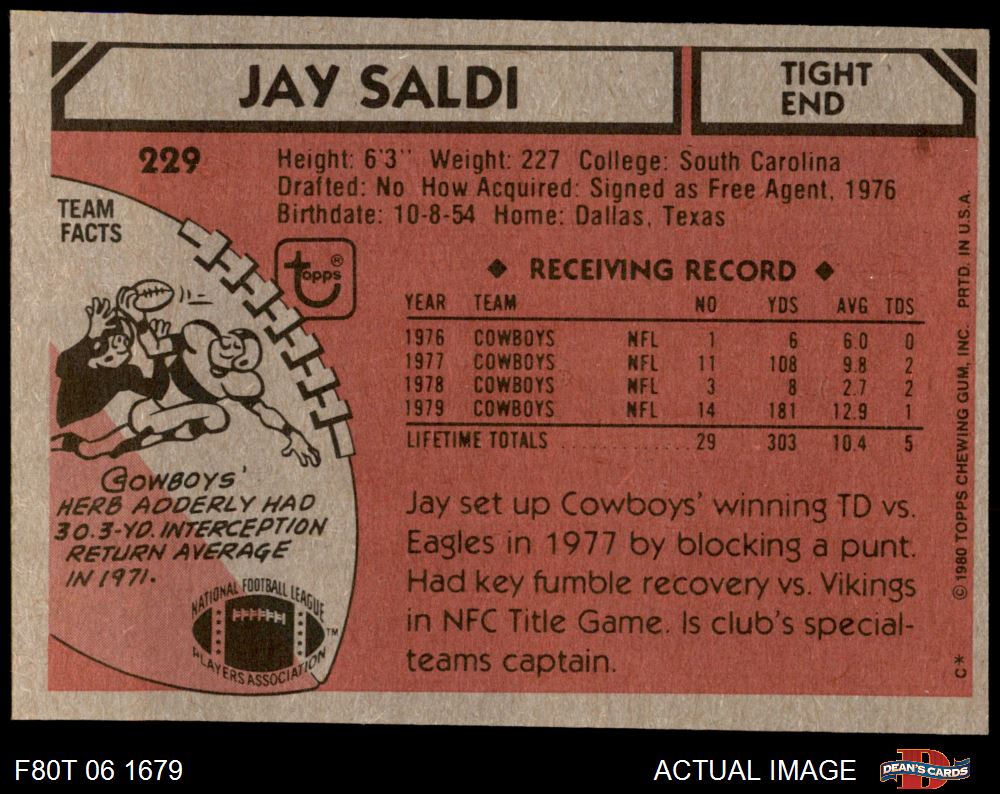 JAY SALDI
TIGHT
END
229
Height: 6'3" Weight: 227 College: South Carolina
Drafted: No How Acquired: Signed as Free Agent, 1976
Birthdate: 10-8-54 Home: Dallas, Texas
TEAM
FACTS
topps®
◆ RECEIVING RECORD ◆
YEAR TEAM NO YDS AVG TDS
1976 COWBOYS NFL 1 6 6.0 0
1977 COWBOYS NFL 11 108 9.8 2
1978 COWBOYS NFL 3 8 2.7 2
1979 COWBOYS NFL 14 181 12.9 1
LIFETIME TOTALS .................. 29 303 10.4 5
COWBOYS'
HERB ADDERLY HAD
30.3-YD. INTERCEPTION
RETURN AVERAGE
IN 1971.
NATIONAL FOOTBALL LEAGUE
PLAYERS ASSOCIATION
TM
Jay set up Cowboys' winning TD vs.
Eagles in 1977 by blocking a punt.
Had key fumble recovery vs. Vikings
in NFC Title Game. Is club's special-
teams captain.
C* © 1980 TOPPS CHEWING GUM, INC. PRTD. IN U.S.A.
F80T 06 1679
ACTUAL IMAGE
D
DEAN'S CARDS